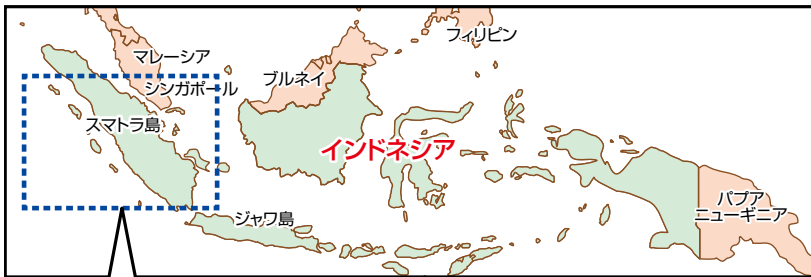 フィリピン
マレーシア
ブルネイ
シンガポール
スマトラ島
インドネシア
パプア
ニューギニア
ジャワ島